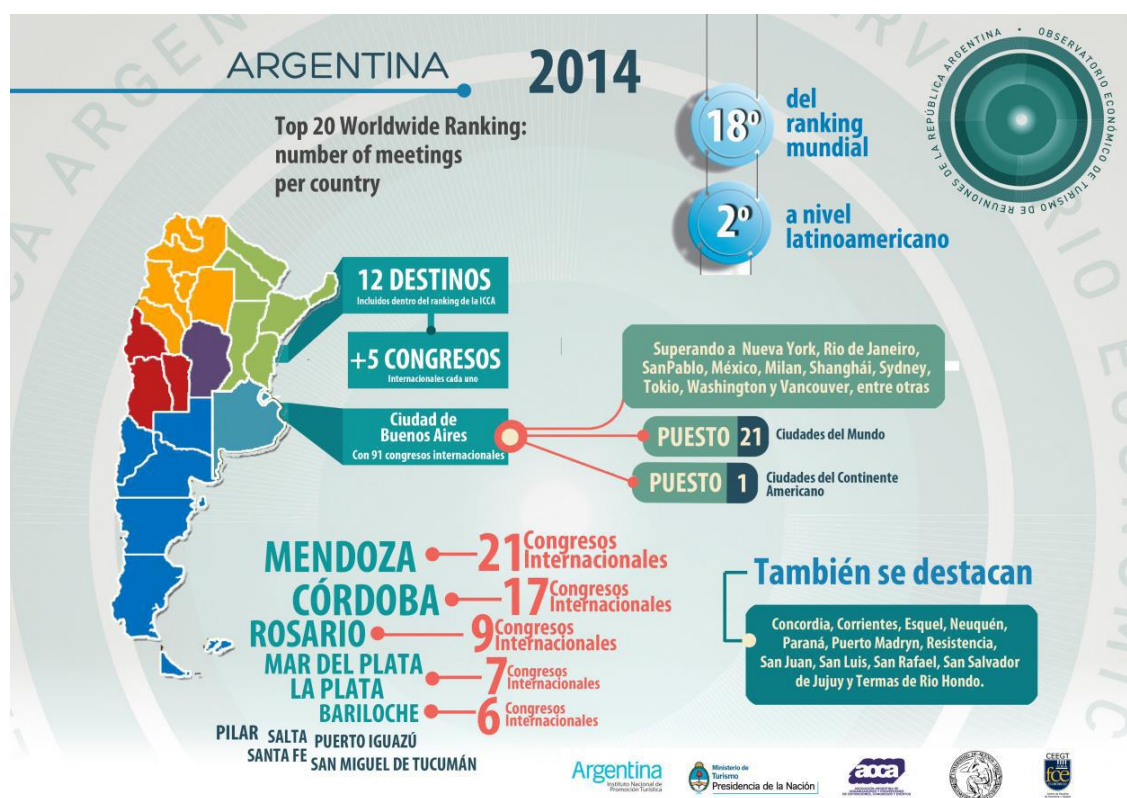 ARGENTINA 2014
Top 20 Worldwide Ranking:
number of meetings
per country
18º
del
ranking
mundial
2º
a nivel
latinoamericano
OBSERVATORIO ECONÓMICO DE TURISMO DE REUNIONES DE LA REPÚBLICA ARGENTINA
12 DESTINOS
Incluidos dentro del ranking de la ICCA
+5 CONGRESOS
Internacionales cada uno
Ciudad de
Buenos Aires
Con 91 congresos internacionales
Superando a Nueva York, Rio de Janeiro,
SanPablo, México, Milan, Shanghái, Sydney,
Tokio, Washington y Vancouver, entre otras
PUESTO 21
Ciudades del Mundo
PUESTO 1
Ciudades del Continente
Americano
MENDOZA 21 Congresos
Internacionales
CÓRDOBA 17 Congresos
Internacionales
ROSARIO 9 Congresos
Internacionales
MAR DEL PLATA
LA PLATA
7 Congresos
Internacionales
BARILOCHE 6 Congresos
Internacionales
PILAR SALTA PUERTO IGUAZÚ
SANTA FE SAN MIGUEL DE TUCUMÁN
También se destacan
Concordia, Corrientes, Esquel, Neuquén,
Paraná, Puerto Madryn, Resistencia,
San Juan, San Luis, San Rafael, San Salvador
de Jujuy y Termas de Rio Hondo.
Argentina
Instituto Nacional de
Promoción Turística
Ministerio de
Turismo
Presidencia de la Nación
aoca
CEEGT
fce